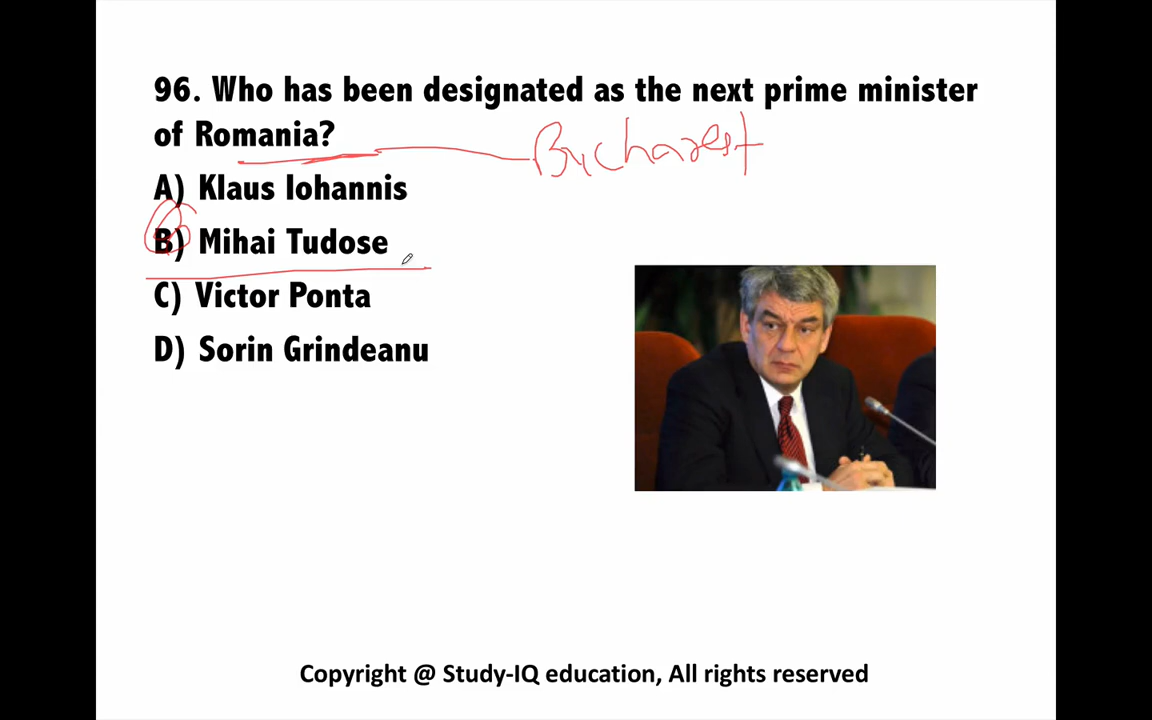 96. Who has been designated as the next prime minister
of Romania?
Bucharest
A) Klaus Iohannis
B) Mihai Tudose
C) Victor Ponta
D) Sorin Grindeanu
Copyright @ Study-IQ education, All rights reserved